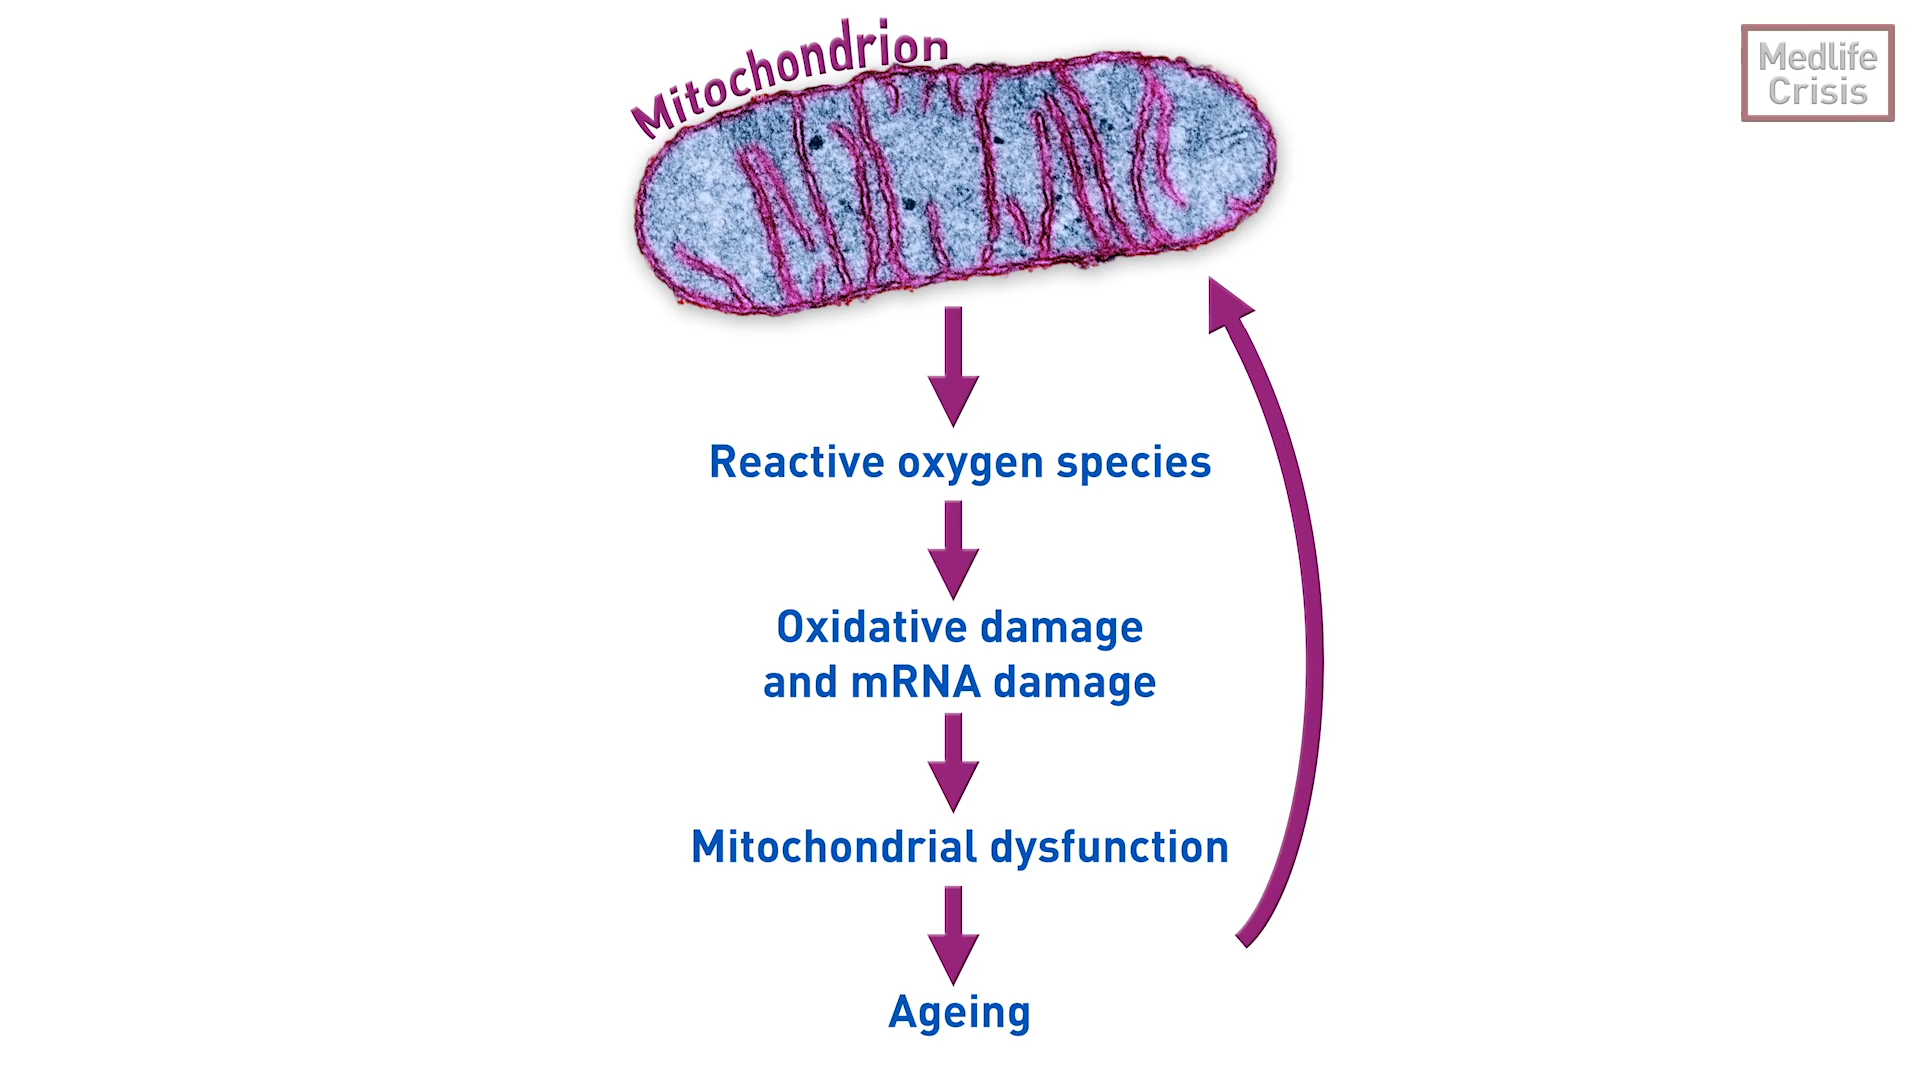 Mitochondrion
Medlife
Crisis
Reactive oxygen species
Oxidative damage
and mRNA damage
Mitochondrial dysfunction
Ageing